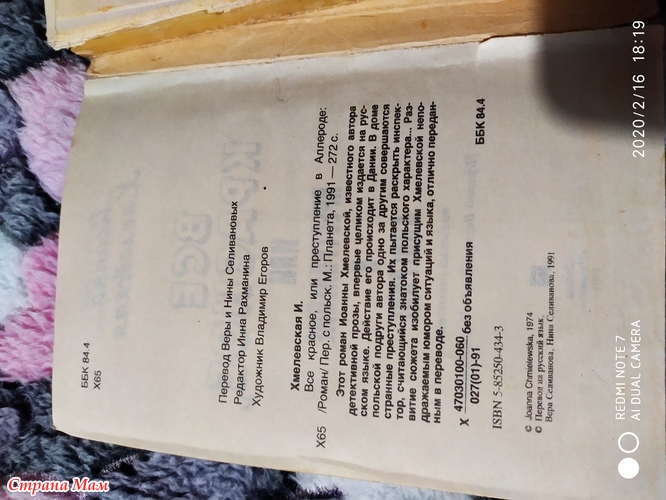 ББК 84.4
Х65
Перевод Веры и Нины Селивановых
Редактор Инна Рахманина
Художник Владимир Егоров
Хмелевская И.
Х65 Все красное, или преступление в Аллероде:
/Роман/ Пер. с польск. М.: Планета, 1991 — 272 с.
Этот роман Иоанны Хмелевской, известного автора
детективной прозы, впервые целиком издается на рус-
ском языке. Действие его происходит в Дании. В доме
польской подруги автора одно за другим совершаются
странные преступления. Их пытается раскрыть инспек-
тор, считающийся знатоком польского характера... Раз-
витие сюжета изобилует присущим Хмелевской непо-
дражаемым юмором ситуаций и языка, отлично передан-
ным в переводе.
Х 47030100-060 без объявления
027(01)-91
ББК 84.4
ISBN 5-85250-434-3
© Joanna Chmielewska, 1974
© Перевод на русский язык,
Вера Селиванова, Нина Селиванова, 1991
2020/2/16 18:19
REDMI NOTE 7
AI DUAL CAMERA
Страна Мам